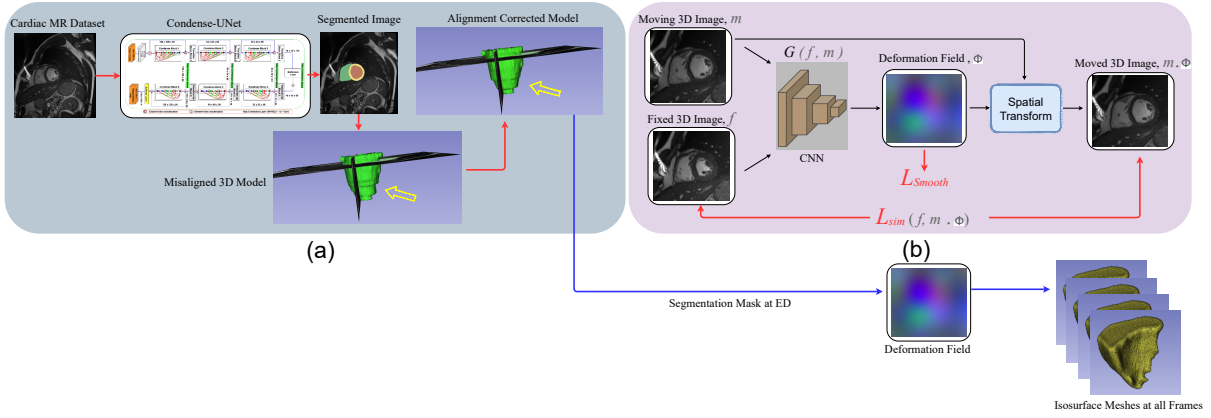 Cardiac MR Dataset
Condense-UNet
Segmented Image
Alignment Corrected Model
Misaligned 3D Model
(a)
Moving 3D Image, m
G (f, m)
Deformation Field , Φ
Moved 3D Image, m . Φ
Spatial
Transform
Fixed 3D Image, f
CNN
L Smooth
L sim (f, m . Φ)
(b)
Segmentation Mask at ED
Deformation Field
Isosurface Meshes at all Frames